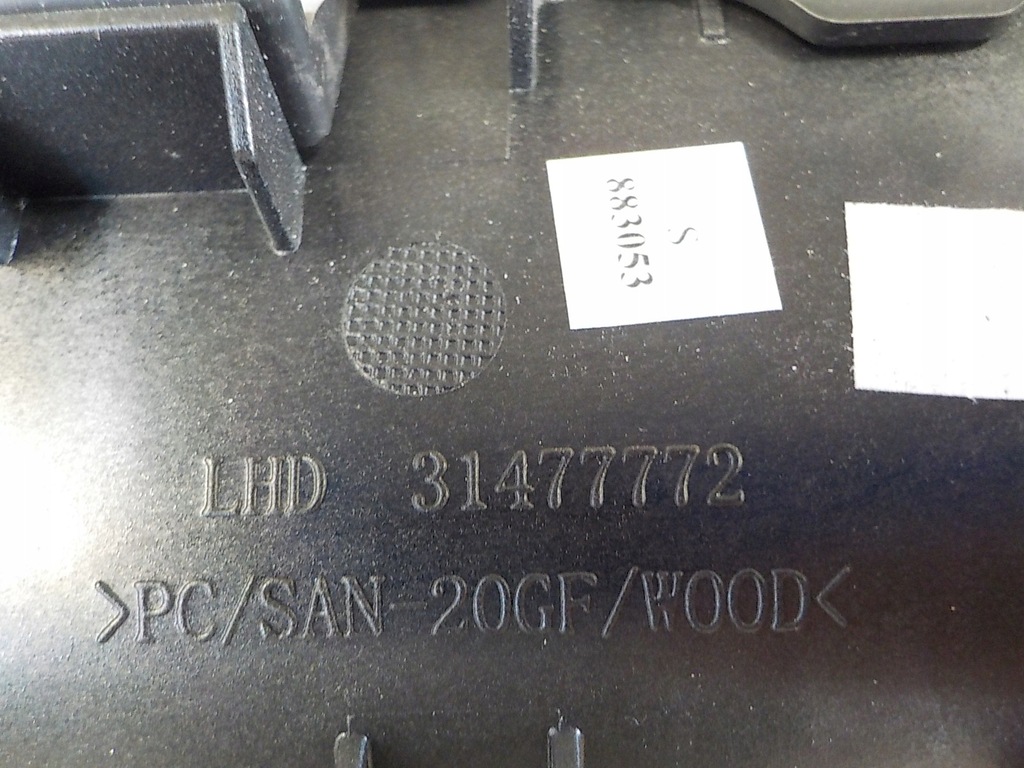 S
883053
LHD 31477772
>PC/SAN-20GF/WOOD<